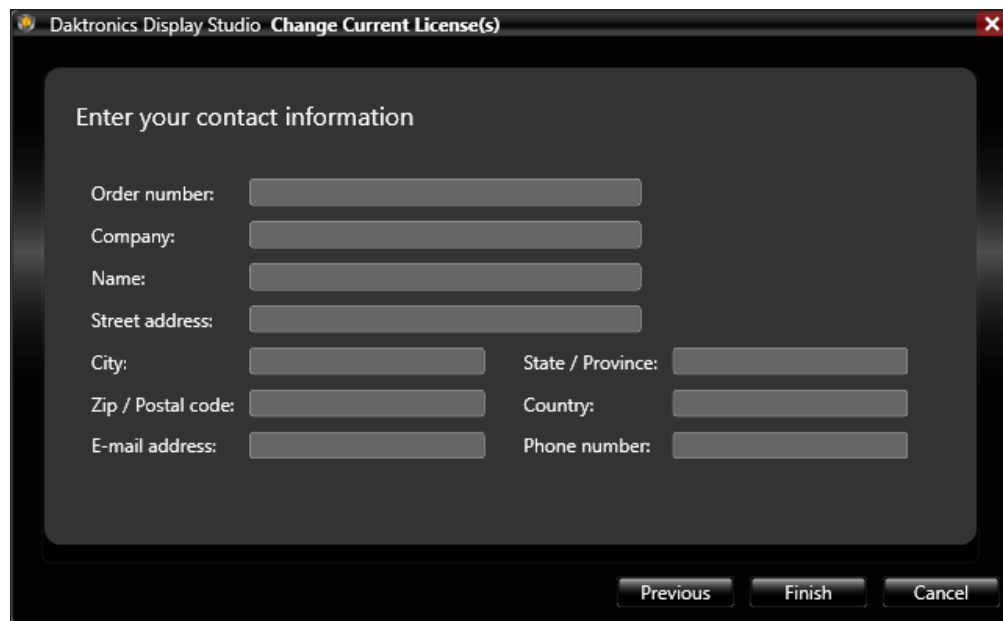 Daktronics Display Studio Change Current License(s)
Enter your contact information
Order number:
Company:
Name:
Street address:
City: State / Province:
Zip / Postal code: Country:
E-mail address: Phone number:
Previous Finish Cancel